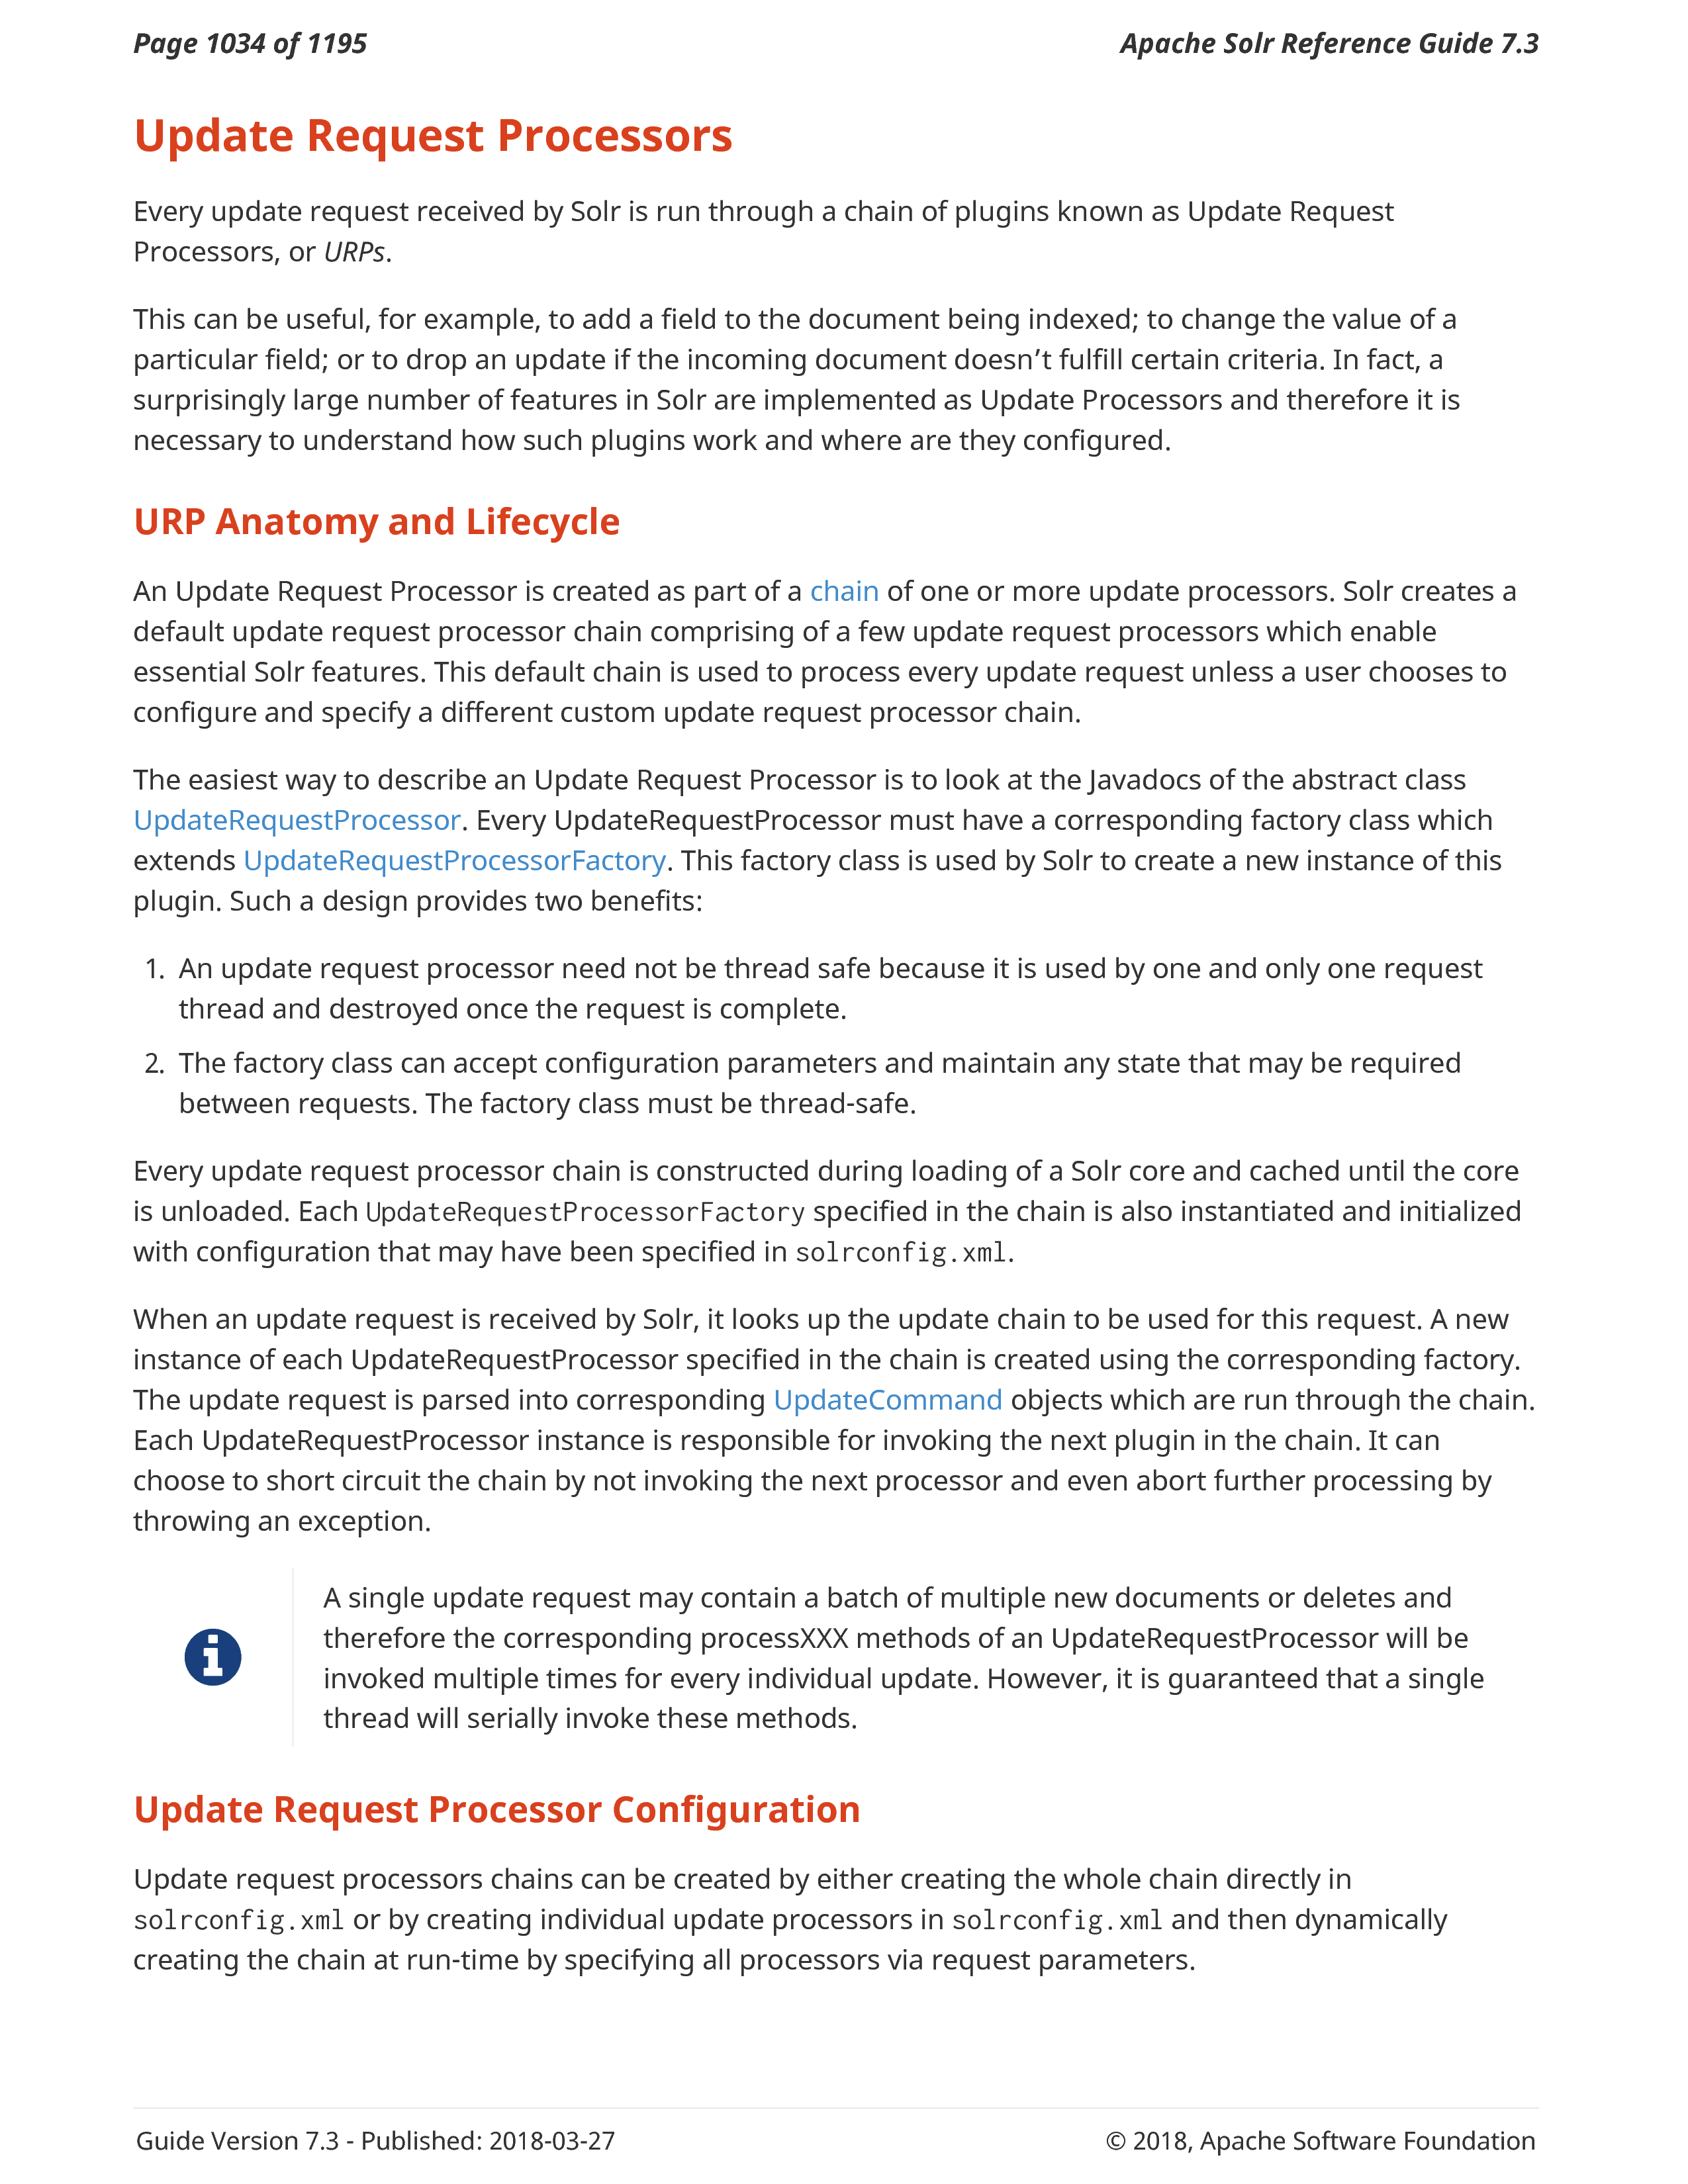 Page 1034 of 1195
Apache Solr Reference Guide 7.3
Update Request Processors
Every update request received by Solr is run through a chain of plugins known as Update Request
Processors, or URPs.
This can be useful, for example, to add a field to the document being indexed; to change the value of a
particular field; or to drop an update if the incoming document doesn’t fulfill certain criteria. In fact, a
surprisingly large number of features in Solr are implemented as Update Processors and therefore it is
necessary to understand how such plugins work and where are they configured.
URP Anatomy and Lifecycle
An Update Request Processor is created as part of a chain of one or more update processors. Solr creates a
default update request processor chain comprising of a few update request processors which enable
essential Solr features. This default chain is used to process every update request unless a user chooses to
configure and specify a different custom update request processor chain.
The easiest way to describe an Update Request Processor is to look at the Javadocs of the abstract class
UpdateRequestProcessor. Every UpdateRequestProcessor must have a corresponding factory class which
extends UpdateRequestProcessorFactory. This factory class is used by Solr to create a new instance of this
plugin. Such a design provides two benefits:
1. An update request processor need not be thread safe because it is used by one and only one request
thread and destroyed once the request is complete.
2. The factory class can accept configuration parameters and maintain any state that may be required
between requests. The factory class must be thread-safe.
Every update request processor chain is constructed during loading of a Solr core and cached until the core
is unloaded. Each UpdateRequestProcessorFactory specified in the chain is also instantiated and initialized
with configuration that may have been specified in solrconfig.xml.
When an update request is received by Solr, it looks up the update chain to be used for this request. A new
instance of each UpdateRequestProcessor specified in the chain is created using the corresponding factory.
The update request is parsed into corresponding UpdateCommand objects which are run through the chain.
Each UpdateRequestProcessor instance is responsible for invoking the next plugin in the chain. It can
choose to short circuit the chain by not invoking the next processor and even abort further processing by
throwing an exception.
A single update request may contain a batch of multiple new documents or deletes and
therefore the corresponding processXXX methods of an UpdateRequestProcessor will be
invoked multiple times for every individual update. However, it is guaranteed that a single
thread will serially invoke these methods.
Update Request Processor Configuration
Update request processors chains can be created by either creating the whole chain directly in
solrconfig.xml or by creating individual update processors in solrconfig.xml and then dynamically
creating the chain at run-time by specifying all processors via request parameters.
Guide Version 7.3 - Published: 2018-03-27
© 2018, Apache Software Foundation